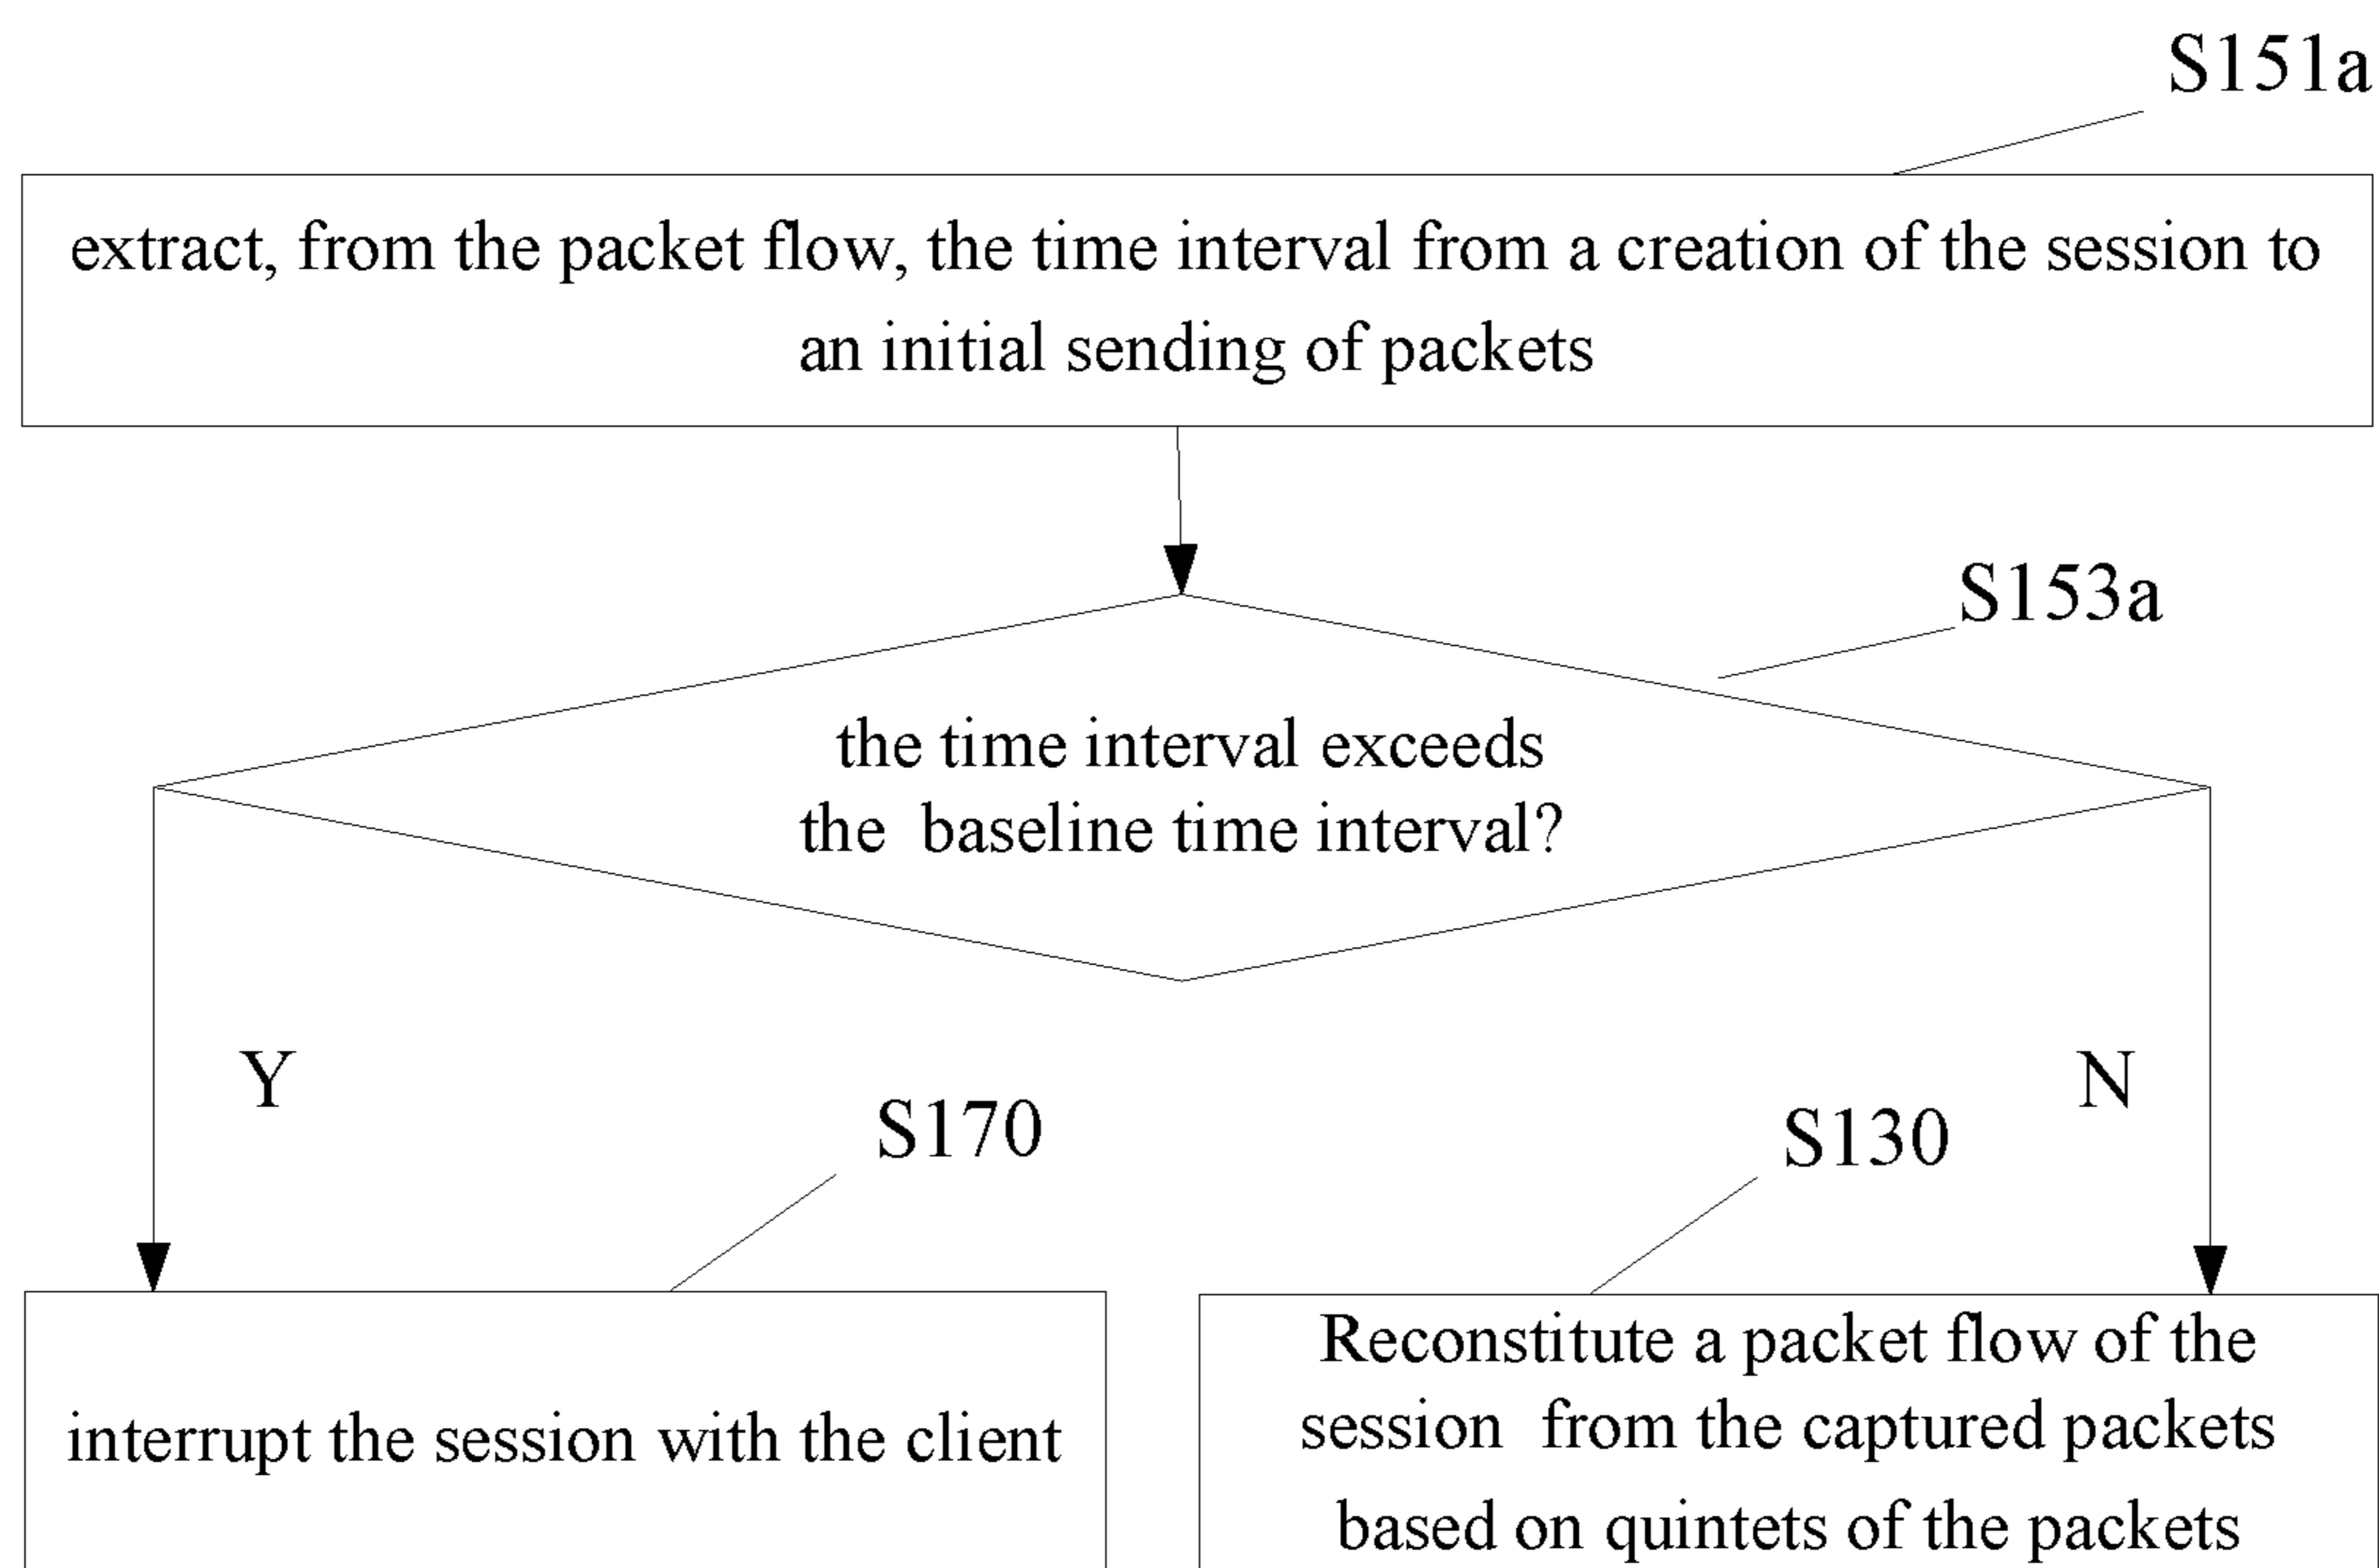 S151a
extract, from the packet flow, the time interval from a creation of the session to
an initial sending of packets
S153a
the time interval exceeds
the baseline time interval?
Y
N
S170
S130
interrupt the session with the client
Reconstitute a packet flow of the
session from the captured packets
based on quintets of the packets